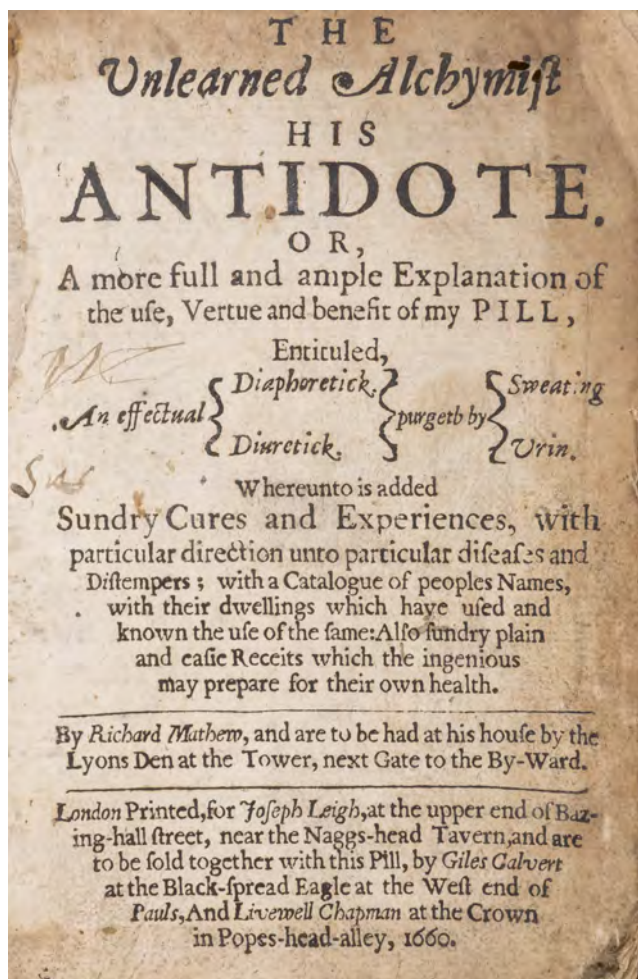 THE
Unlearned Alchymiſt
HIS
ANTIDOTE.
OR,
A more full and ample Explanation of
the uſe, Vertue and benefit of my PILL,
Entituled,
An effectual { Diaphoretick. } purgeth by { Sweating
Diuretick. Urin.
Whereunto is added
Sundry Cures and Experiences, with
particular direction unto particular diſeaſes and
Diſtempers; with a Catalogue of peoples Names,
with their dwellings which have uſed and
known the uſe of the ſame: Alſo ſundry plain
and eaſie Receits which the ingenious
may prepare for their own health.
By Richard Mathew, and are to be had at his houſe by the
Lyons Den at the Tower, next Gate to the By-Ward.
London Printed, for Joſeph Leigh, at the upper end of Baz-
ing-hall ſtreet, near the Naggs-head Tavern, and are
to be ſold together with this Pill, by Giles Calvert
at the Black-ſpread Eagle at the Weſt end of
Pauls, And Livewell Chapman at the Crown
in Popes-head-alley, 1660.